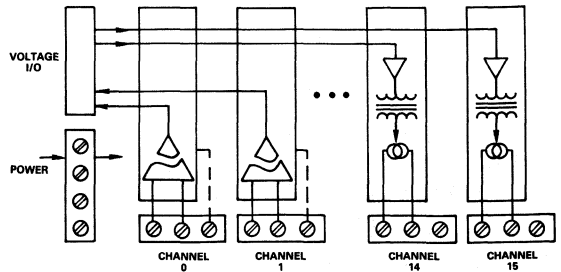 VOLTAGE
I/O
POWER
CHANNEL
0
CHANNEL
1
CHANNEL
14
CHANNEL
15